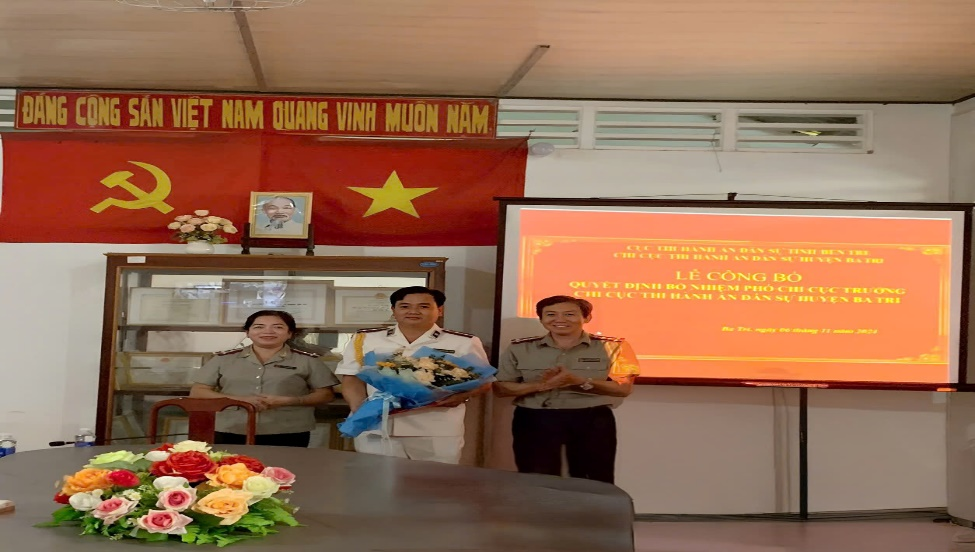 ĐẢNG CỘNG SẢN VIỆT NAM QUANG VINH MUÔN NĂM
CỤC THI HÀNH ÁN DÂN SỰ TỈNH BẾN TRE
CHI CỤC THI HÀNH ÁN DÂN SỰ HUYỆN BA TRI
LỄ CÔNG BỐ
QUYẾT ĐỊNH BỔ NHIỆM PHÓ CHI CỤC TRƯỞNG
CHI CỤC THI HÀNH ÁN DÂN SỰ HUYỆN BA TRI
Ba Tri, ngày 06 tháng 11 năm 2024